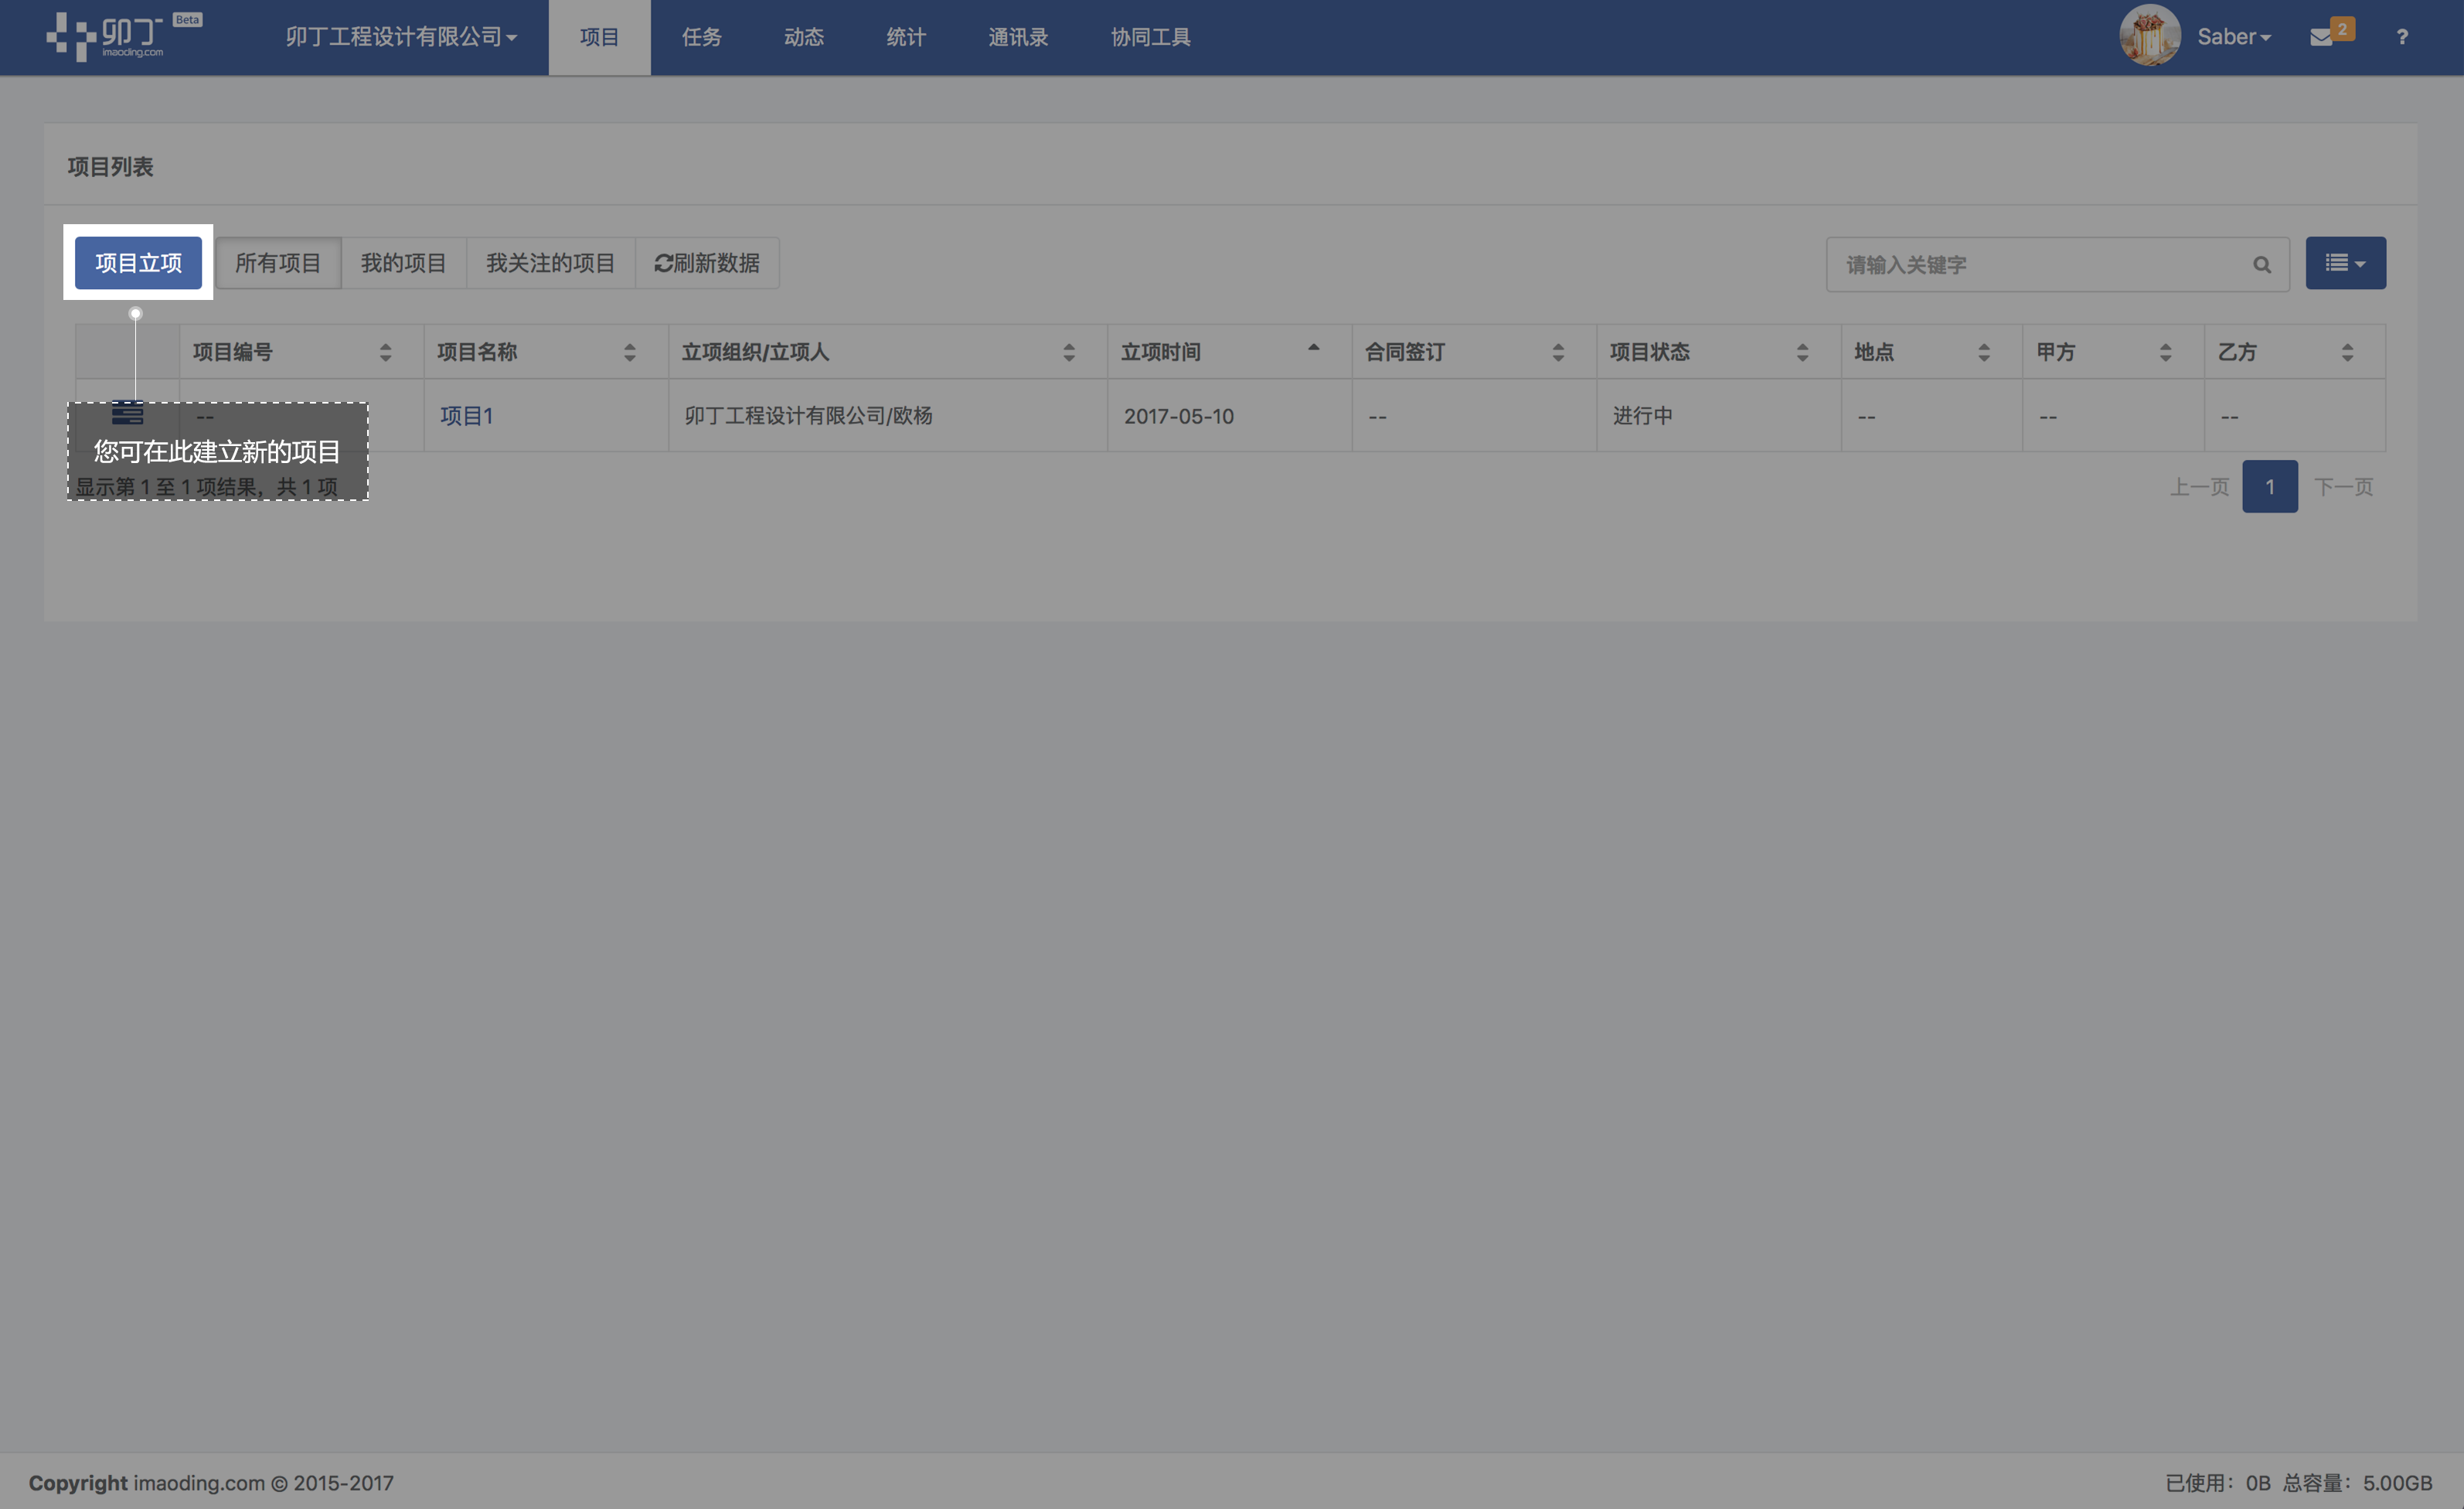 卯丁 Beta
imaoding.com
卯丁工程设计有限公司 项目 任务 动态 统计 通讯录 协同工具 Saber 2 ?
项目列表
项目立项 所有项目 我的项目 我关注的项目 刷新数据 请输入关键字
项目编号 项目名称 立项组织/立项人 立项时间 合同签订 项目状态 地点 甲方 乙方
-- 项目1 卯丁工程设计有限公司/欧杨 2017-05-10 -- 进行中 -- -- --
您可在此建立新的项目
显示第 1 至 1 项结果，共 1 项 上一页 1 下一页
Copyright imaoding.com © 2015-2017 已使用：0B 总容量：5.00GB